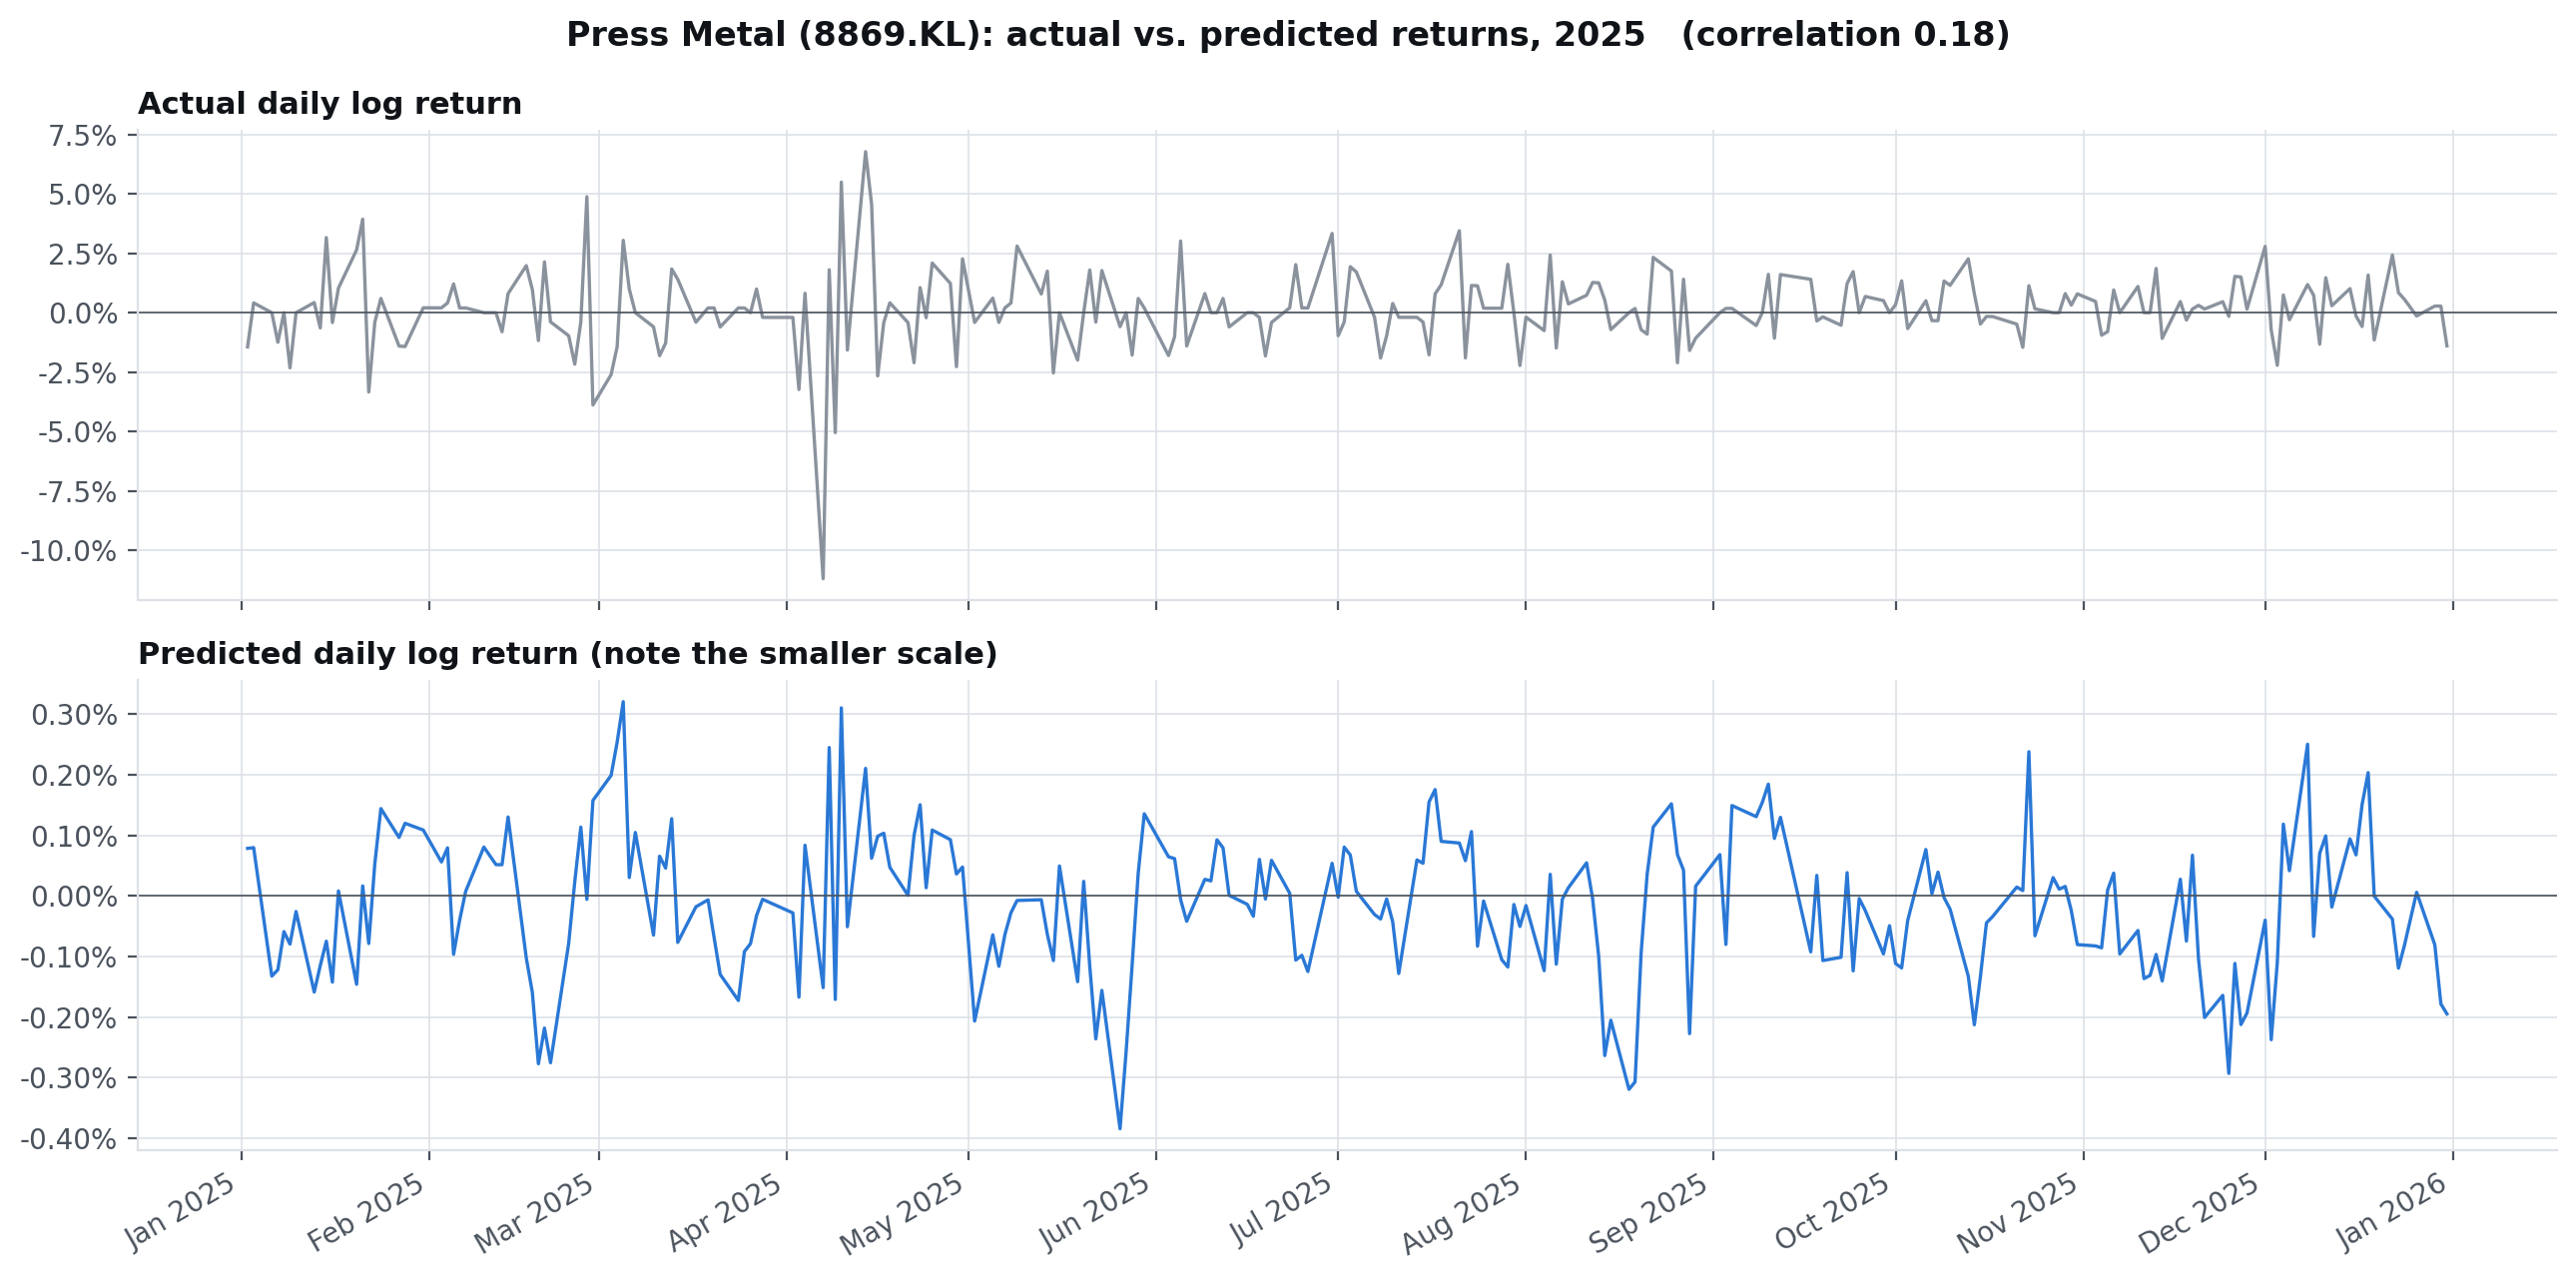 Press Metal (8869.KL): actual vs. predicted returns, 2025   (correlation 0.18)
Actual daily log return
7.5%
5.0%
2.5%
0.0%
-2.5%
-5.0%
-7.5%
-10.0%
Predicted daily log return (note the smaller scale)
0.30%
0.20%
0.10%
0.00%
-0.10%
-0.20%
-0.30%
-0.40%
Jan 2025
Feb 2025
Mar 2025
Apr 2025
May 2025
Jun 2025
Jul 2025
Aug 2025
Sep 2025
Oct 2025
Nov 2025
Dec 2025
Jan 2026